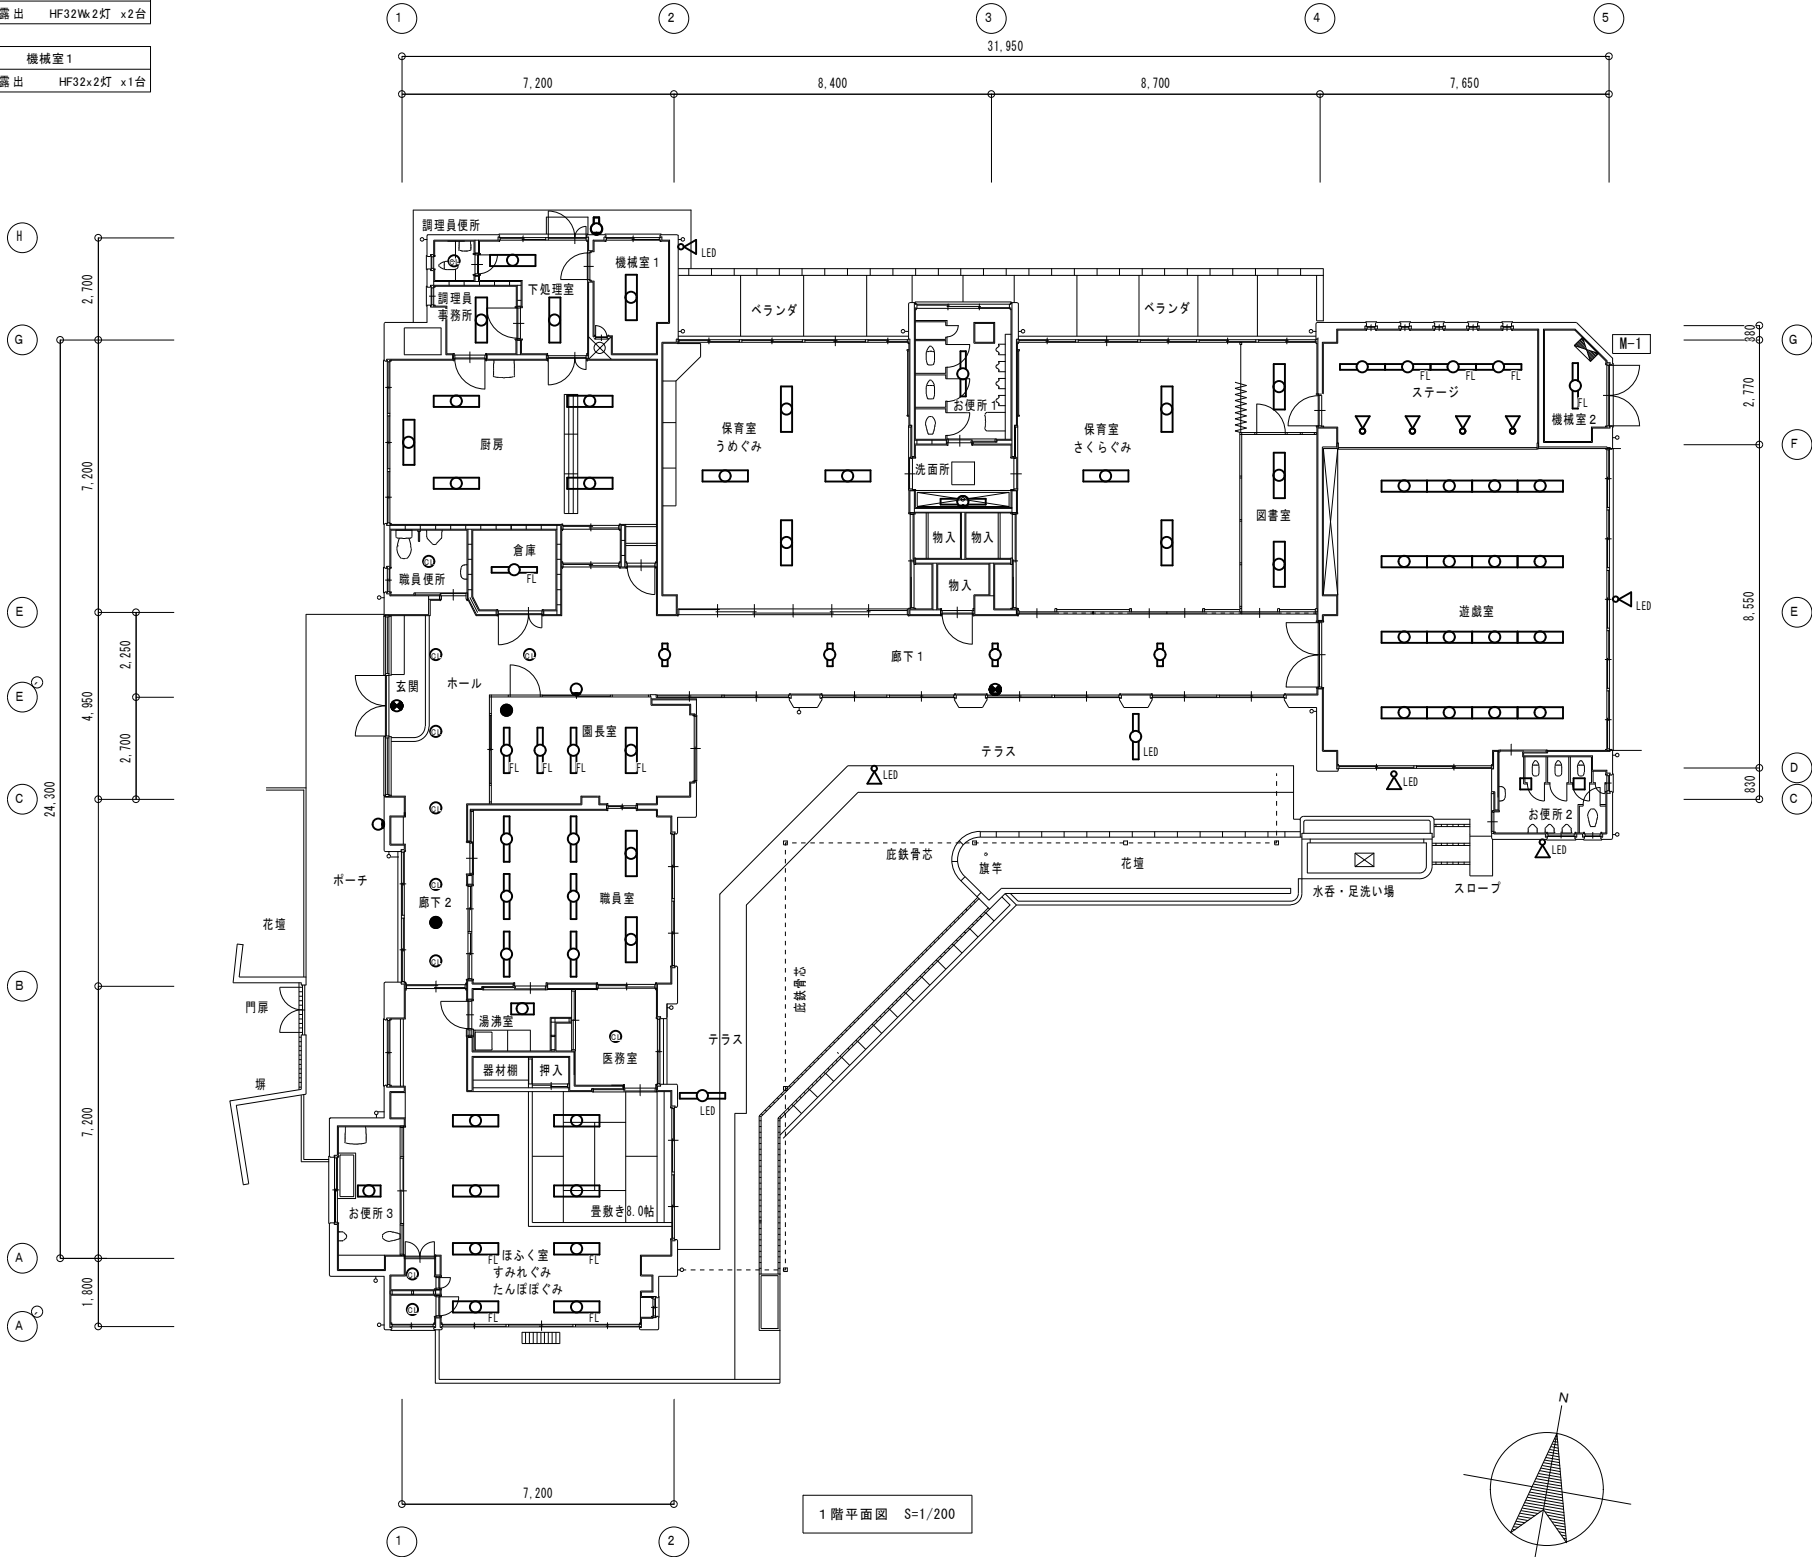 露出 HF32Wx2灯 x2台
機械室1
露出 HF32x2灯 x1台
1
2
3
4
5
31,950
7,200
8,400
8,700
7,650
H
G
E
E'
C
B
A
A'
2,700
7,200
2,250
4,950
2,700
24,300
7,200
1,800
G
F
E
D
C
380
2,770
8,550
830
調理員便所
機械室1
LED
下処理室
調理員
事務所
ベランダ
ベランダ
M-1
FL
FL
FL
ステージ
FL
機械室2
お便所1
厨房
保育室
うめぐみ
保育室
さくらぐみ
洗面所
図書室
物入
物入
物入
倉庫
FL
CL
職員便所
遊戯室
LED
CL
CL
廊下1
玄関
ホール
CL
園長室
FL
FL
FL
FL
LED
テラス
LED
LED
CL
お便所2
LED
庇鉄骨芯
旗竿
花壇
水呑・足洗い場
スロープ
ポーチ
CL
廊下2
職員室
花壇
CL
庇鉄骨芯
門扉
湯沸室
CL
医務室
テラス
器材棚
押入
塀
LED
畳敷き8.0帖
お便所3
FL
FL
ほふく室
すみれぐみ
たんぽぽぐみ
CL
CL
FL
FL
7,200
1
2
1階平面図 S=1/200
N